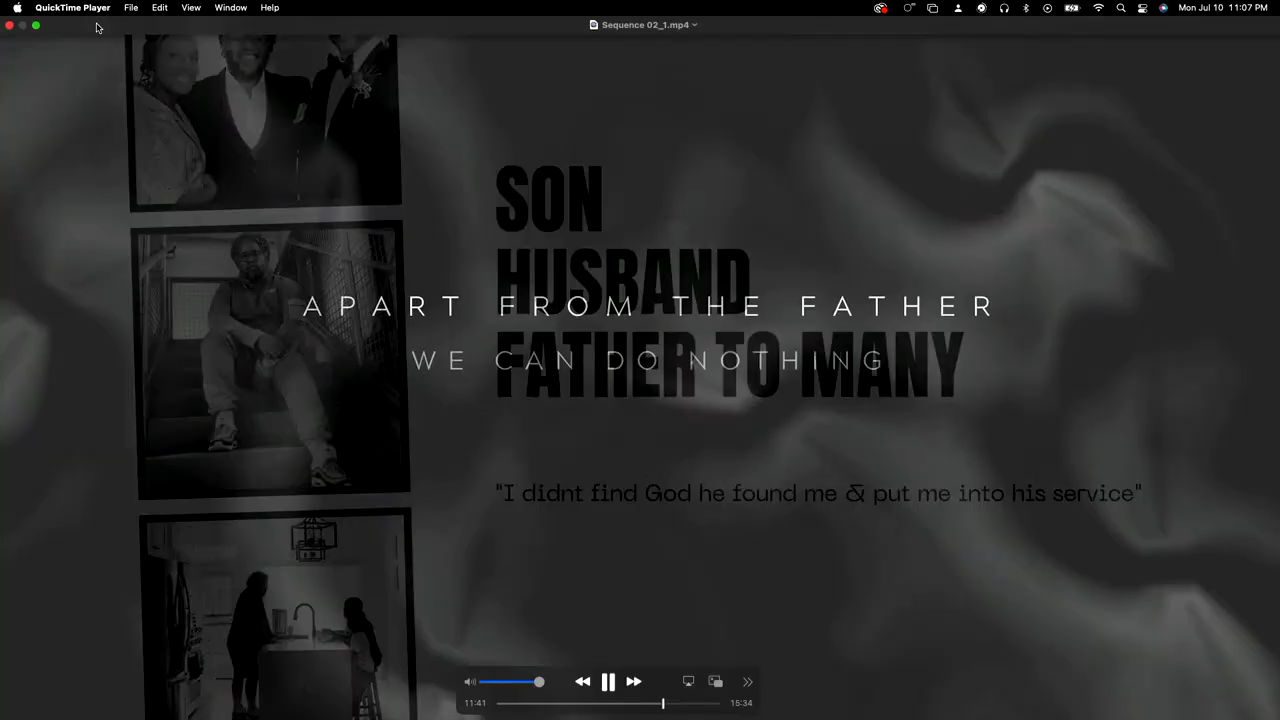 QuickTime Player File Edit View Window Help Mon Jul 10 11:07 PM
Sequence 02_1.mp4
SON
HUSBAND
APART FROM THE FATHER
FATHER TO MANY
WE CAN DO NOTHING
"I didnt find God he found me & put me into his service"
11:41 15:34